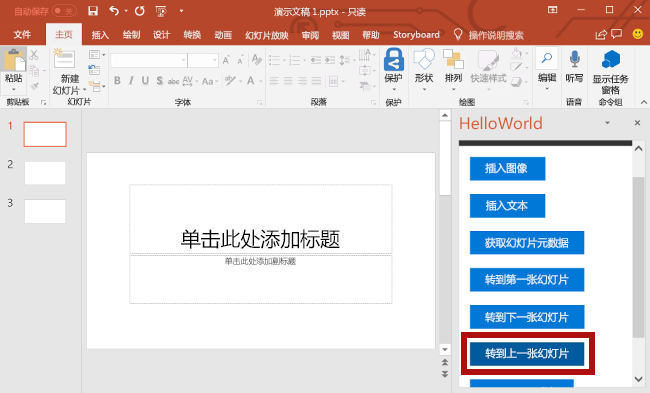 自动保存 关
演示文稿 1.pptx - 只读
文件 主页 插入 绘制 设计 转换 动画 幻灯片放映 审阅 视图 帮助 Storyboard 操作说明搜索
粘贴
新建
幻灯片
B I U S abc AV Aa A A A
保护
形状
排列
快速样式
编辑
听写
显示任务
窗格
剪贴板 幻灯片 字体 段落 保护 绘图 语音 命令组
1
2
3
单击此处添加标题
单击此处添加副标题
HelloWorld
插入图像
插入文本
获取幻灯片元数据
转到第一张幻灯片
转到下一张幻灯片
转到上一张幻灯片